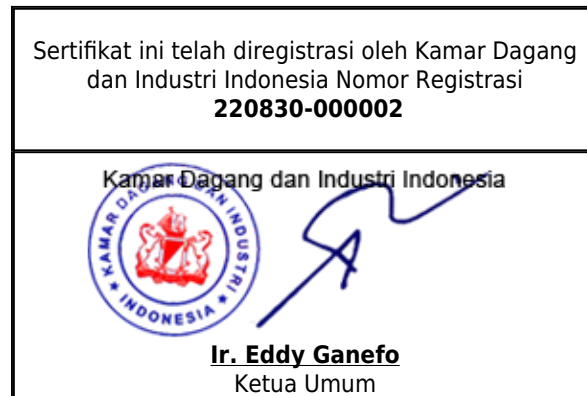 Sertifikat ini telah diregistrasi oleh Kamar Dagang
dan Industri Indonesia Nomor Registrasi
220830-000002
Kamar Dagang dan Industri Indonesia
KAMAR DAGANG DAN INDUSTRI
INDONESIA
Ir. Eddy Ganefo
Ketua Umum